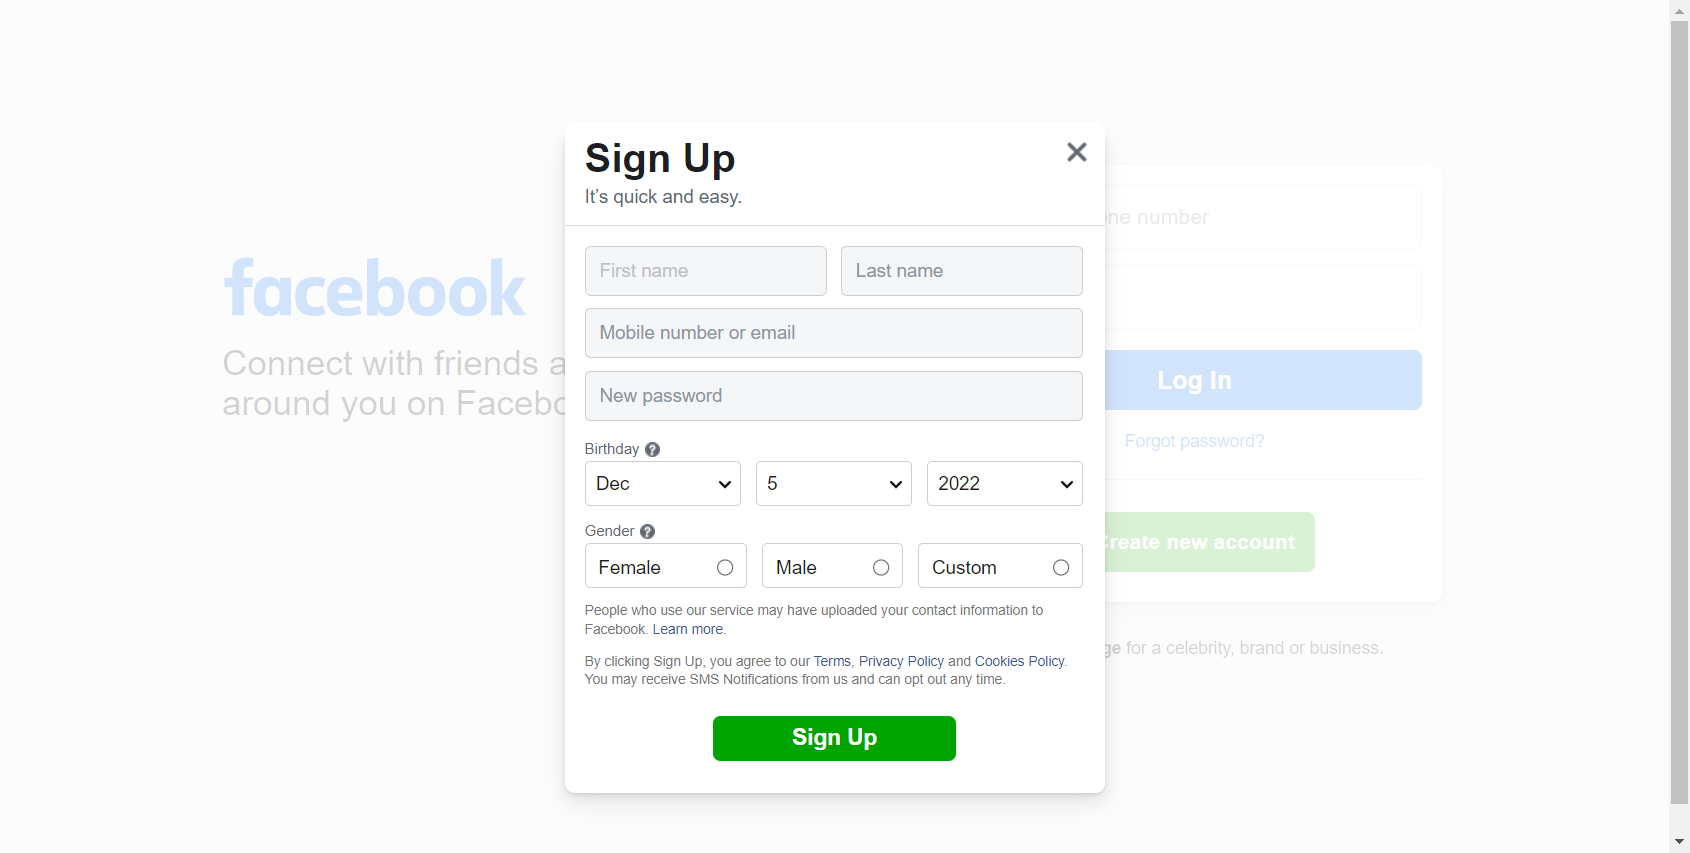 Sign Up
It's quick and easy.
First name
Last name
Mobile number or email
New password
Birthday ?
Dec
5
2022
Gender ?
Female
Male
Custom
People who use our service may have uploaded your contact information to
Facebook. Learn more.
By clicking Sign Up, you agree to our Terms, Privacy Policy and Cookies Policy.
You may receive SMS Notifications from us and can opt out any time.
Sign Up
facebook
Connect with friends
around you on
number
Log In
Forgot password?
Create new account
for a celebrity, brand or business.